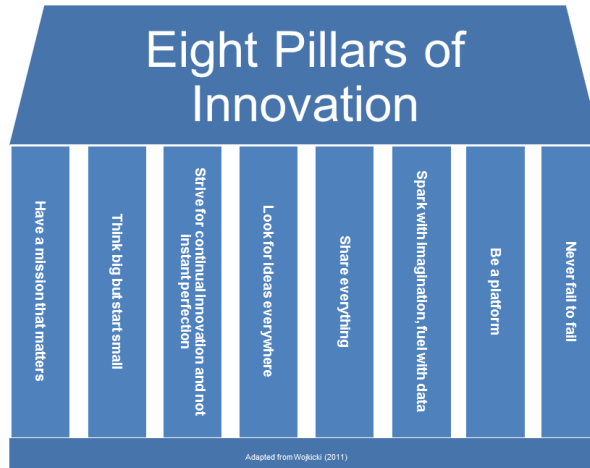 Eight Pillars of
Innovation
Have a mission that matters
Think big but start small
Strive for continual innovation and not
instant perfection
Look for ideas everywhere
Share everything
Spark with imagination, fuel with data
Be a platform
Never fail to fail
Adapted from Wojkicki (2011)